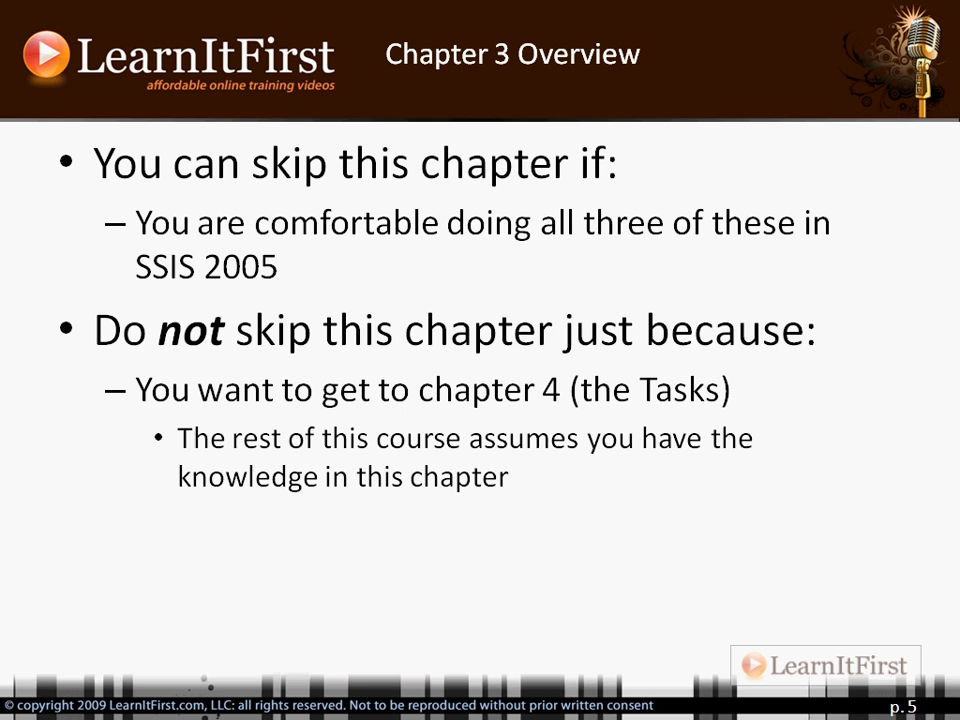 LearnItFirst
affordable online training videos
Chapter 3 Overview
• You can skip this chapter if:
– You are comfortable doing all three of these in
SSIS 2005
• Do not skip this chapter just because:
– You want to get to chapter 4 (the Tasks)
• The rest of this course assumes you have the
knowledge in this chapter
LearnItFirst
© copyright 2009 LearnItFirst.com, LLC: all rights reserved. Not to be reproduced without prior written consent
p. 5